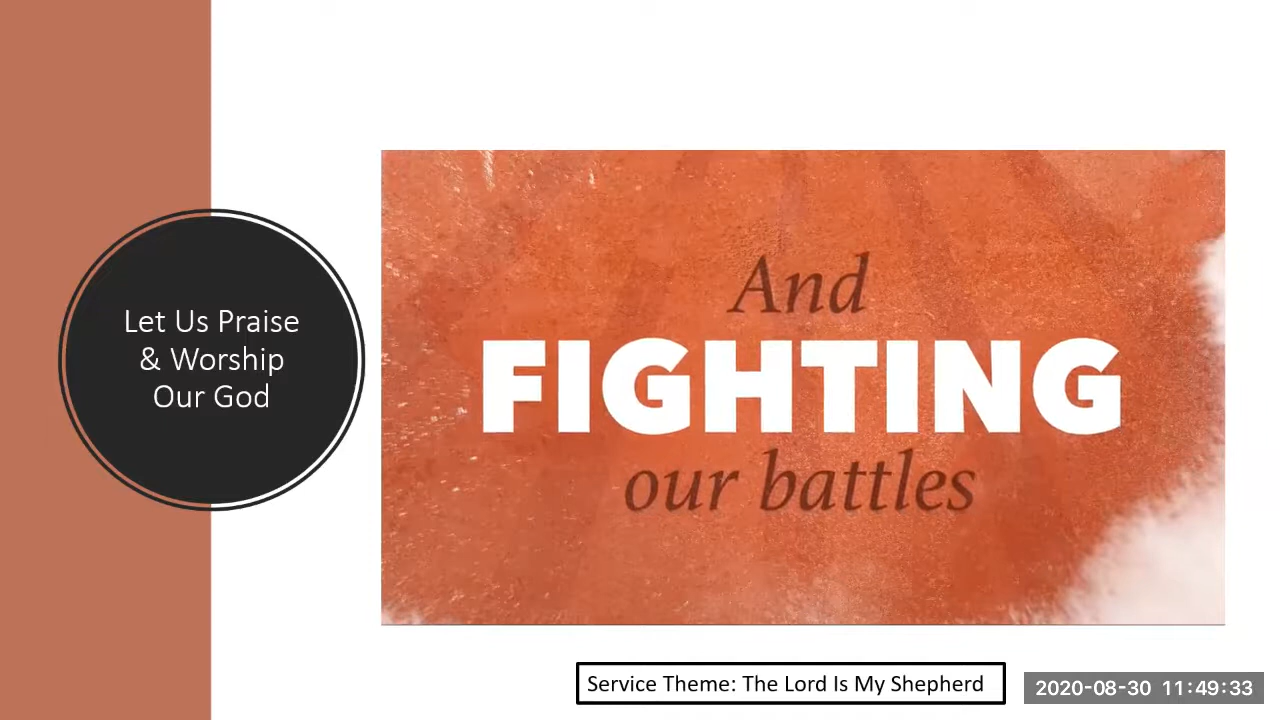 Let Us Praise
& Worship
Our God
And
FIGHTING
our battles
Service Theme: The Lord Is My Shepherd
2020-08-30 11:49:33